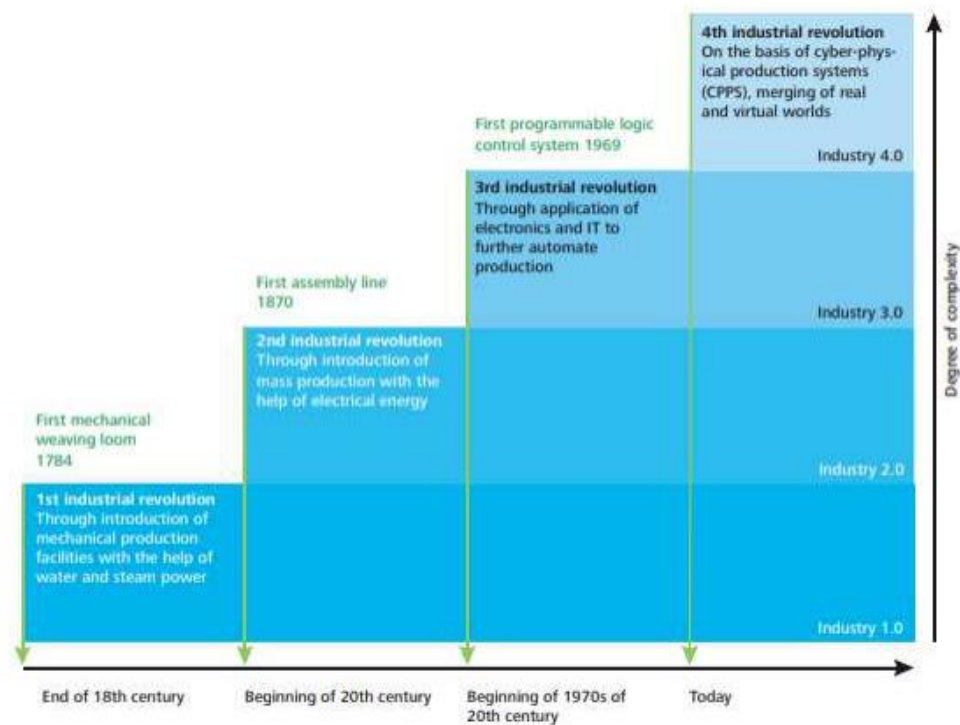 4th industrial revolution
On the basis of cyber-phys-
ical production systems
(CPPS), merging of real
and virtual worlds
Industry 4.0
First programmable logic
control system 1969
3rd industrial revolution
Through application of
electronics and IT to
further automate
production
Industry 3.0
First assembly line
1870
2nd industrial revolution
Through introduction of
mass production with the
help of electrical energy
Industry 2.0
First mechanical
weaving loom
1784
1st industrial revolution
Through introduction of
mechanical production
facilities with the help of
water and steam power
Industry 1.0
Degree of complexity
End of 18th century
Beginning of 20th century
Beginning of 1970s of
20th century
Today